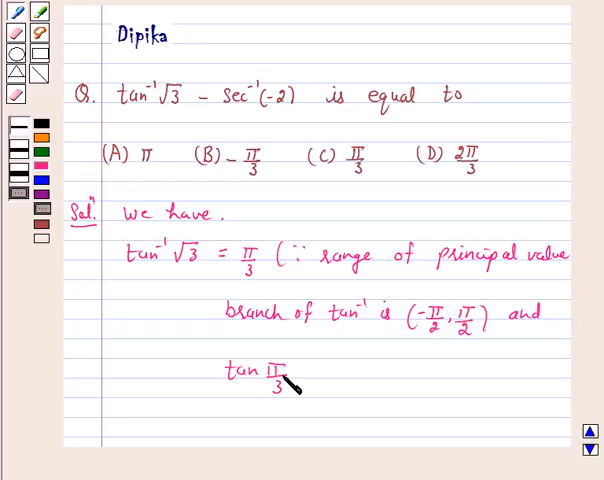 Dipika
Q. tan⁻¹√3 - sec⁻¹(-2) is equal to
(A) π (B) -π/3 (C) π/3 (D) 2π/3
Solⁿ. We have.
tan⁻¹√3 = π/3 (∵ range of principal value
branch of tan⁻¹ is (-π/2, π/2) and
tan π/3